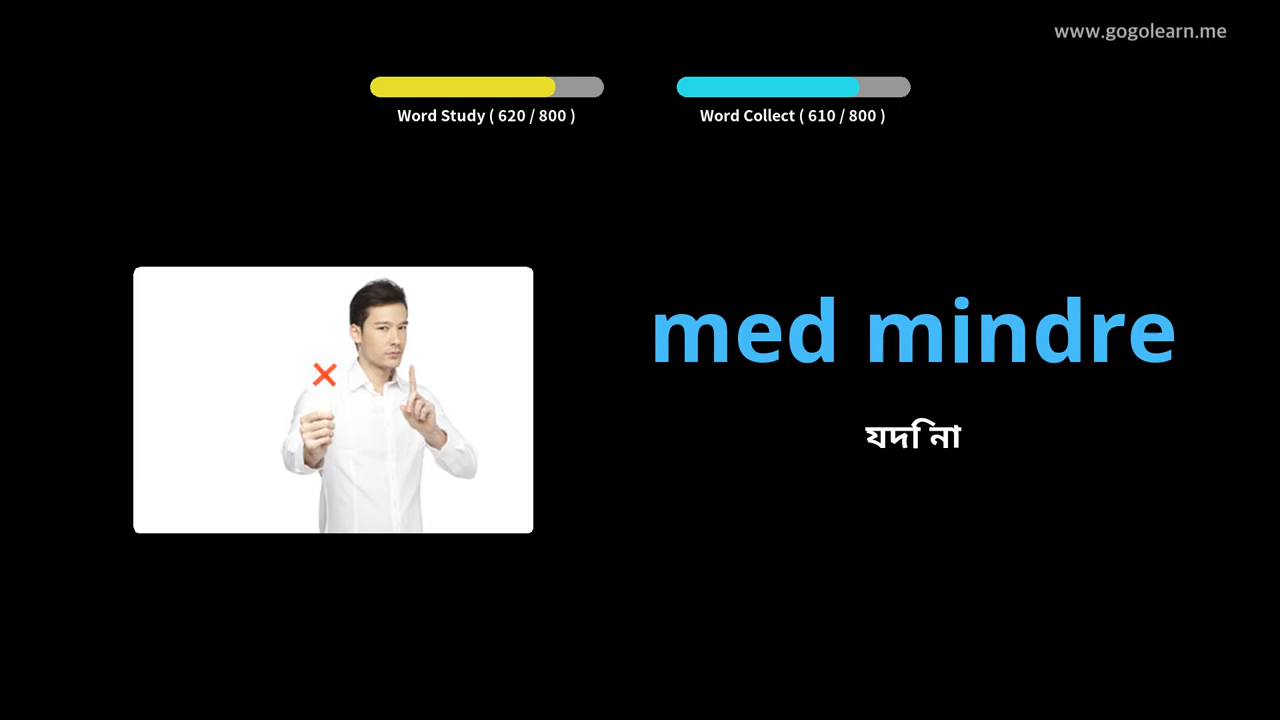 www.gogolearn.me
Word Study ( 620 / 800 )
Word Collect ( 610 / 800 )
med mindre
যদি না